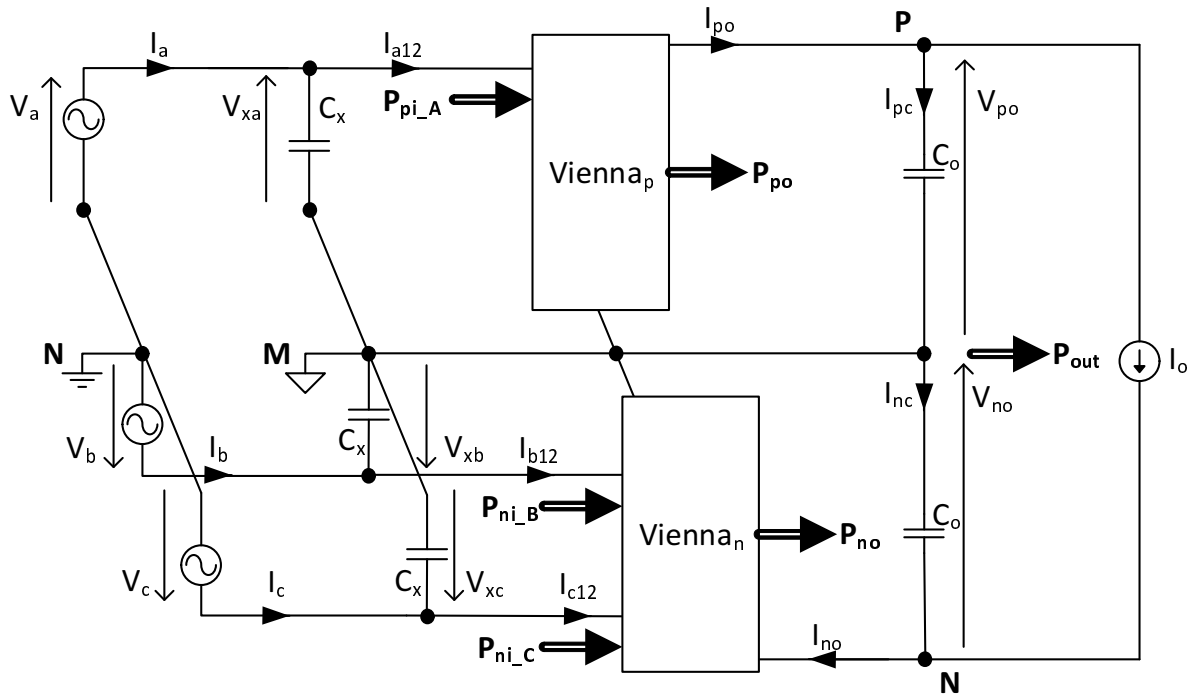 I_a
I_a12
I_po
P
V_a
V_xa
C_x
P_pi_A
Vienna_p
P_po
I_pc
C_o
V_po
N
M
P_out
I_o
V_b
I_b
C_x
V_xb
I_b12
P_ni_B
I_nc
V_no
C_o
Vienna_n
P_no
V_c
I_c
C_x
V_xc
I_c12
P_ni_C
I_no
N